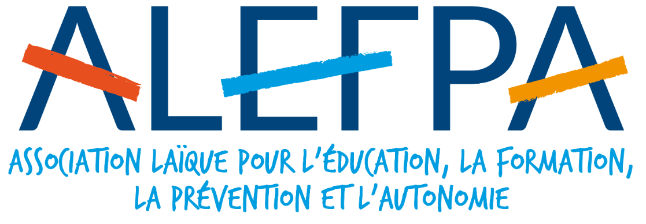 ALEFPA
ASSOCIATION LAÏQUE POUR L'ÉDUCATION, LA FORMATION,
LA PRÉVENTION ET L'AUTONOMIE